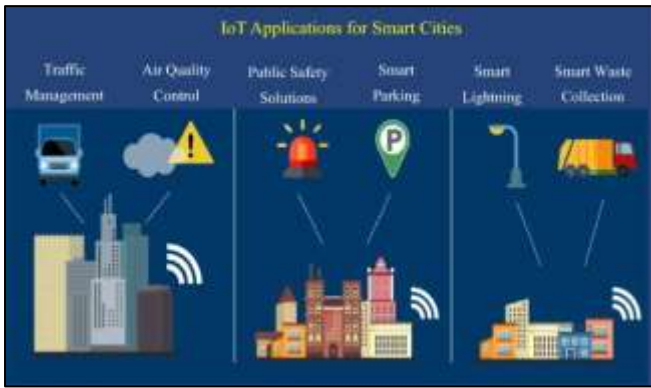 IoT Applications for Smart Cities
Traffic
Management
Air Quality
Control
Public Safety
Solutions
Smart
Parking
Smart
Lightning
Smart Waste
Collection
!
P